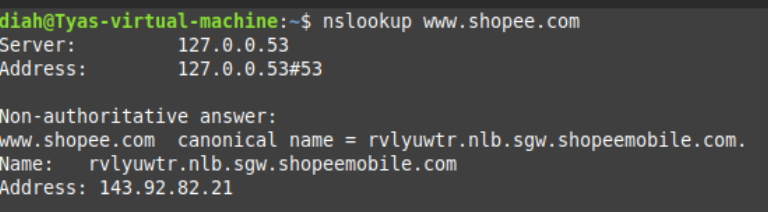 diah@Tyas-virtual-machine:~$ nslookup www.shopee.com
Server:         127.0.0.53
Address:        127.0.0.53#53

Non-authoritative answer:
www.shopee.com  canonical name = rvlyuwtr.nlb.sgw.shopeemobile.com.
Name:   rvlyuwtr.nlb.sgw.shopeemobile.com
Address: 143.92.82.21